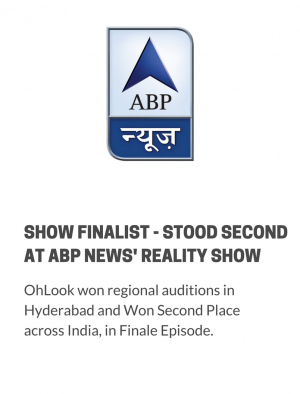 ABP
न्यूज़
SHOW FINALIST - STOOD SECOND
AT ABP NEWS' REALITY SHOW
OhLook won regional auditions in
Hyderabad and Won Second Place
across India, in Finale Episode.